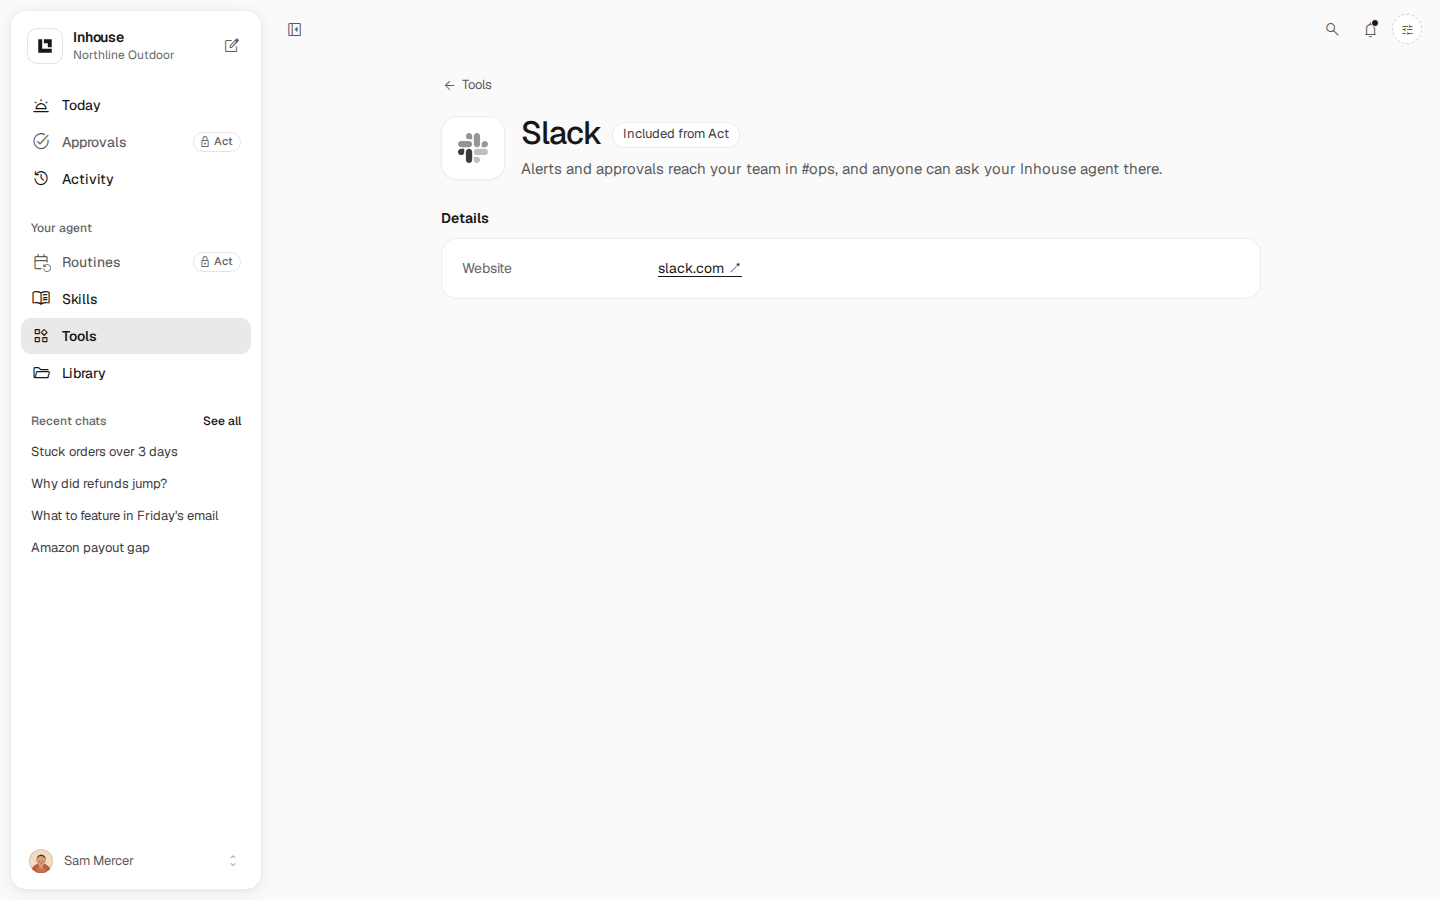 Inhouse
Northline Outdoor
Today
Approvals
Act
Activity
Your agent
Routines
Act
Skills
Tools
Library
Recent chats
See all
Stuck orders over 3 days
Why did refunds jump?
What to feature in Friday's email
Amazon payout gap
Sam Mercer
Tools
Slack
Included from Act
Alerts and approvals reach your team in #ops, and anyone can ask your Inhouse agent there.
Details
Website
slack.com ↗